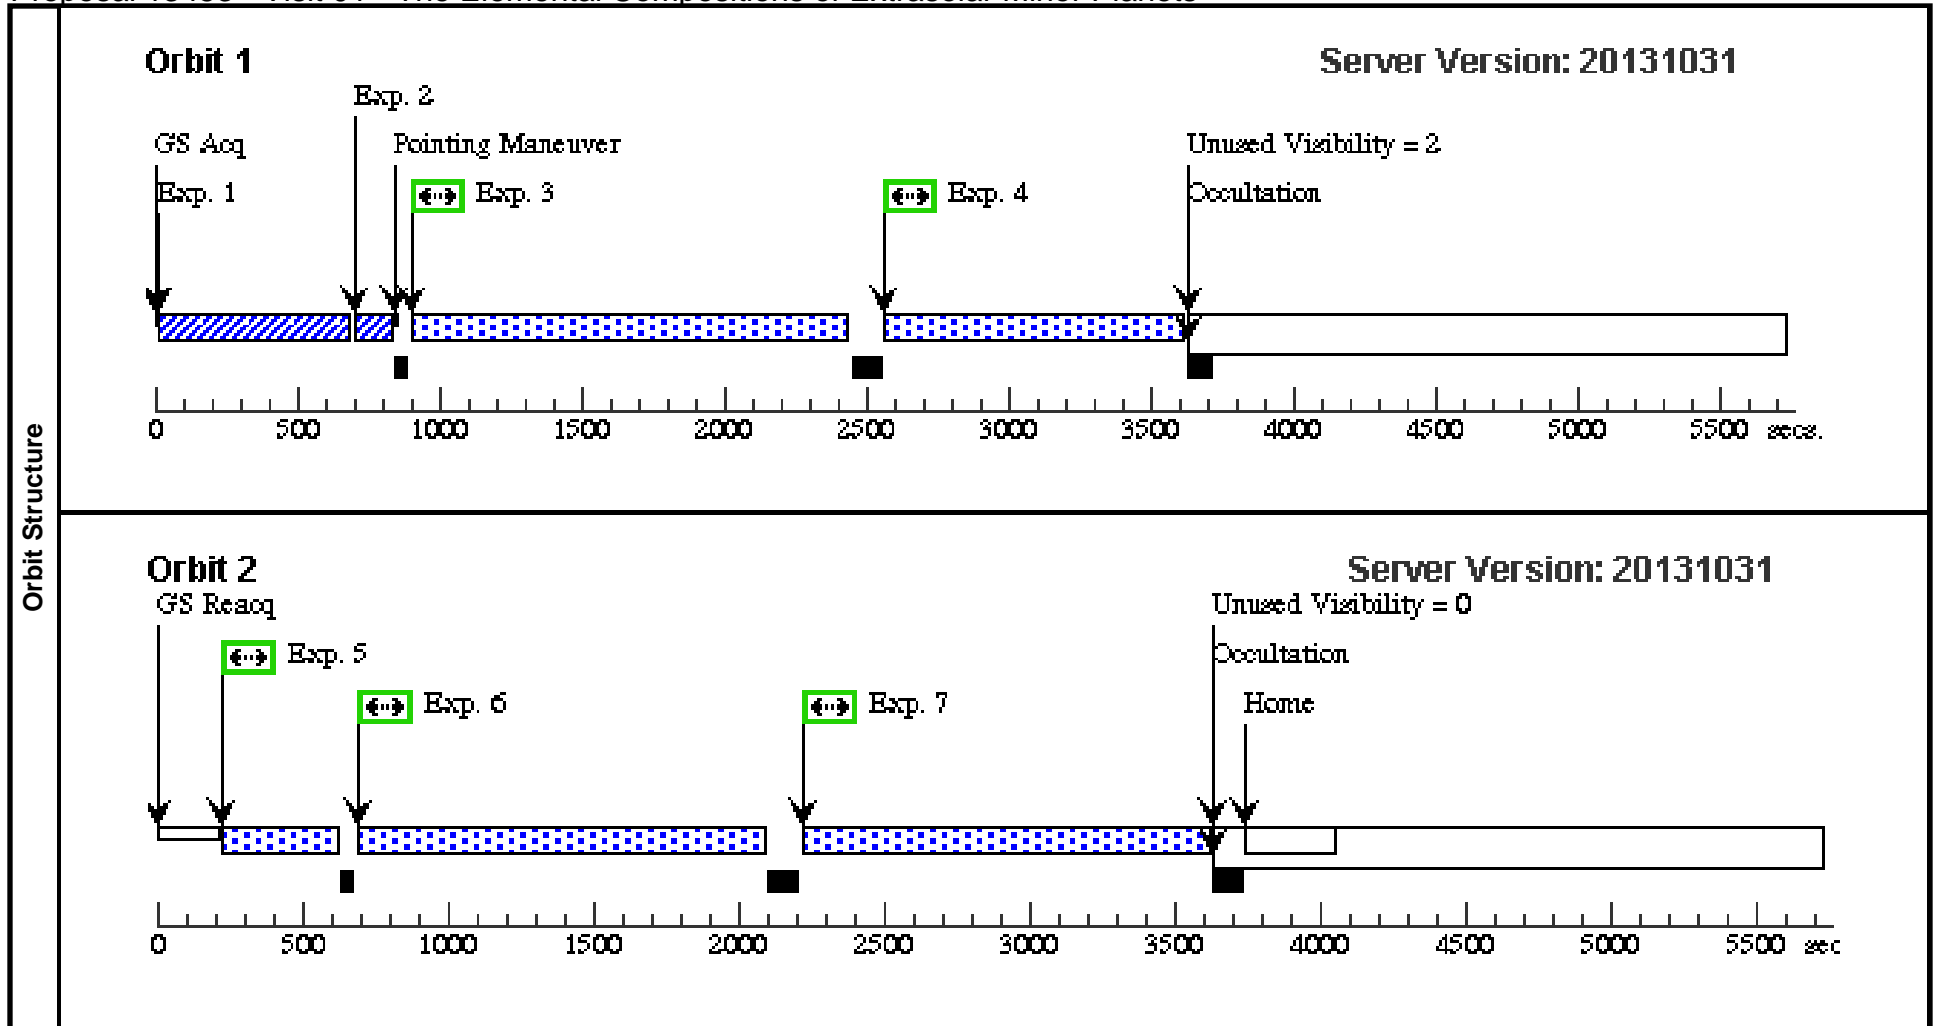 Orbit Structure
Orbit 1
Server Version: 20131031
Exp. 2
GS Acq
Pointing Maneuver
Unused Visibility = 2
Exp. 1
Exp. 3
Exp. 4
Occultation
0 500 1000 1500 2000 2500 3000 3500 4000 4500 5000 5500 secs.
Orbit 2
Server Version: 20131031
GS Reacq
Unused Visibility = 0
Exp. 5
Occultation
Exp. 6
Exp. 7
Home
0 500 1000 1500 2000 2500 3000 3500 4000 4500 5000 5500 sec